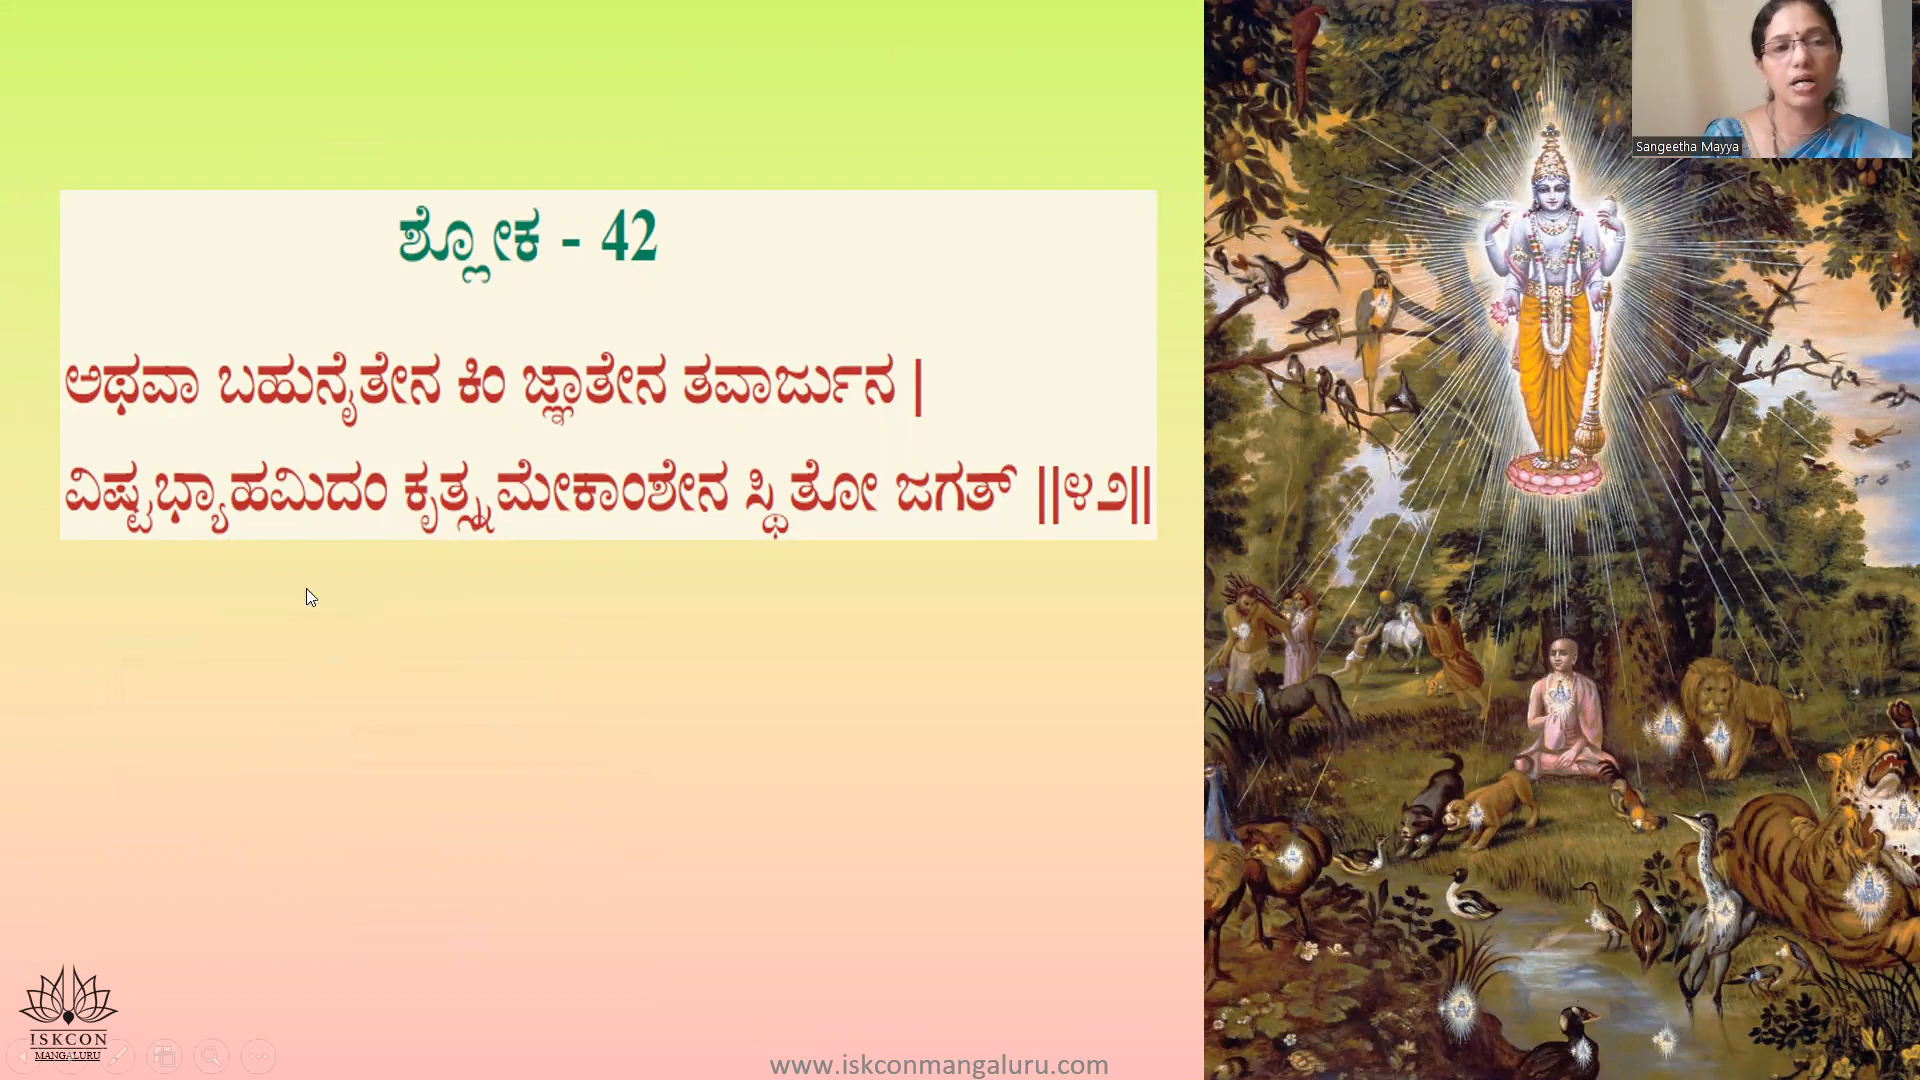 ಶ್ಲೋಕ - 42
ಅಥವಾ ಬಹುನೈತೇನ ಕಿಂ ಜ್ಞಾತೇನ ತವಾರ್ಜುನ |
ವಿಷ್ಟಭ್ಯಾಹಮಿದಂ ಕೃತ್ಸ್ನಮೇಕಾಂಶೇನ ಸ್ಥಿತೋ ಜಗತ್ ||೪೨||
Sangeetha Mayya
ISKCON
MANGALURU
www.iskconmangaluru.com